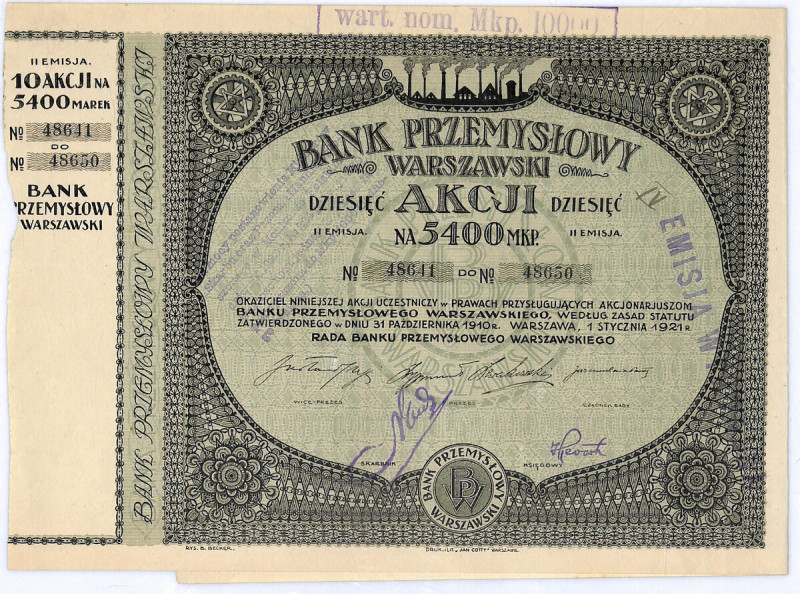 wart. nom. Mkp. 10000
II EMISJA.
10 AKCJI NA
5400 MAREK
No 48641
DO
No 48650
BANK
PRZEMYSŁOWY
WARSZAWSKI
BANK PRZEMYSŁOWY WARSZAWSKI
BANK PRZEMYSŁOWY
WARSZAWSKI
DZIESIĘĆ AKCJI DZIESIĘĆ
II EMISJA. NA 5400 MKP. II EMISJA.
No 48641 DO No 48650
IV EMISJA
OKAZICIEL NINIEJSZEJ AKCJI UCZESTNICZY W PRAWACH PRZYSŁUGUJĄCYCH AKCJONARJUSZOM
BANKU PRZEMYSŁOWEGO WARSZAWSKIEGO, WEDŁUG ZASAD STATUTU
ZATWIERDZONEGO W DNIU 31 PAŹDZIERNIKA 1910 R. WARSZAWA, 1 STYCZNIA 1921 R
RADA BANKU PRZEMYSŁOWEGO WARSZAWSKIEGO
VICE-PREZES PREZES CZŁONEK RADY
SKARBNIK KSIĘGOWY
BANK PRZEMYSŁOWY
BPW
WARSZAWSKI
RYS. B. BECKER. DRUK. LIT. „JAN COTTY" WARSZAWA.